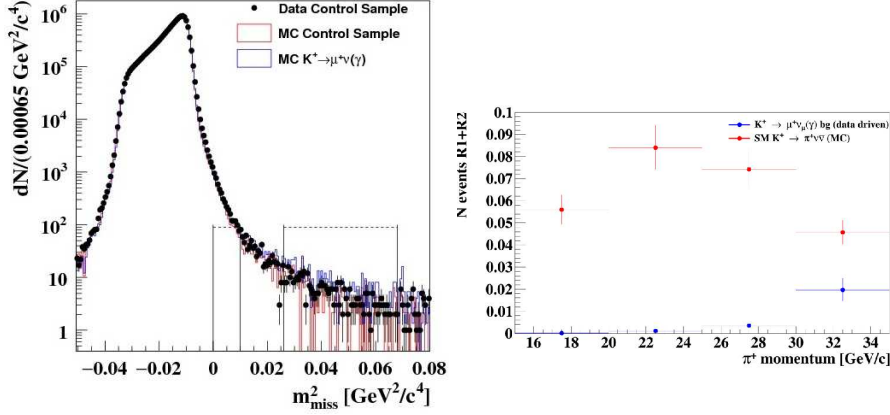 dN/(0.00065 GeV²/c⁴)
10⁶
10⁵
10⁴
10³
10²
10
1
Data Control Sample
MC Control Sample
MC K⁺→μ⁺ν(γ)
−0.04 −0.02 0 0.02 0.04 0.06 0.08
m²miss [GeV²/c⁴]
N events R1+R2
0.1
0.09
0.08
0.07
0.06
0.05
0.04
0.03
0.02
0.01
0
K⁺ → μ⁺νμ(γ) bg (data driven)
SM K⁺ → π⁺νν̄ (MC)
16 18 20 22 24 26 28 30 32 34
π⁺ momentum [GeV/c]